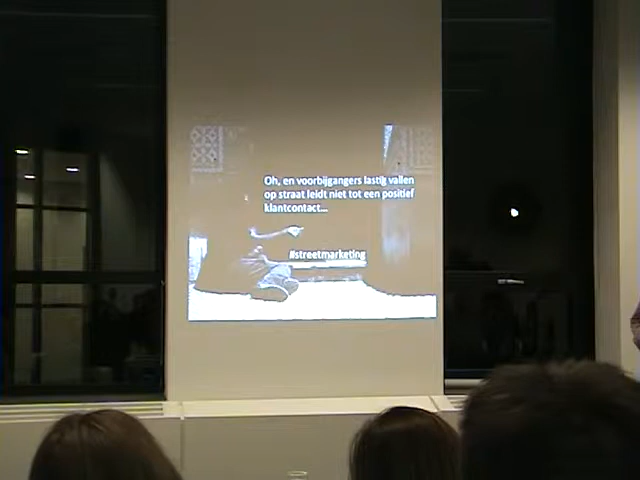 Oh, en voorbijgangers lastig vallen
op straat leidt niet tot een positief
klantcontact...
#streetmarketing